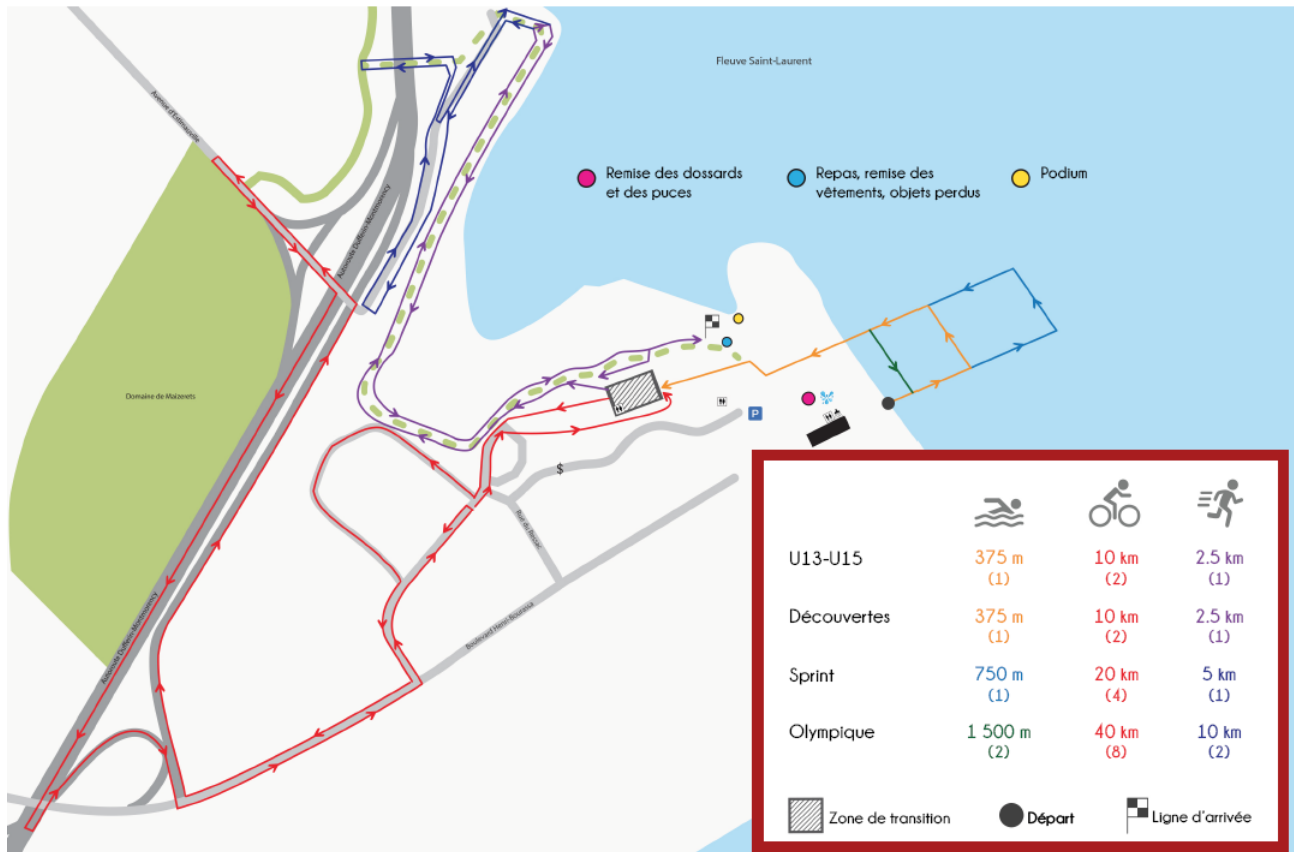 Fleuve Saint-Laurent
Avenue d'Estimauville
Remise des dossards
et des puces
Repas, remise des
vêtements, objets perdus
Podium
Autoroute Dufferin-Montmorency
Domaine de Maizerets
P
$
Rue du Ressac
Boulevard Henri-Bourassa
Autoroute Dufferin-Montmorency
U13-U15 375 m 10 km 2.5 km
(1) (2) (1)
Découvertes 375 m 10 km 2.5 km
(1) (2) (1)
Sprint 750 m 20 km 5 km
(1) (4) (1)
Olympique 1 500 m 40 km 10 km
(2) (8) (2)
Zone de transition Départ Ligne d'arrivée